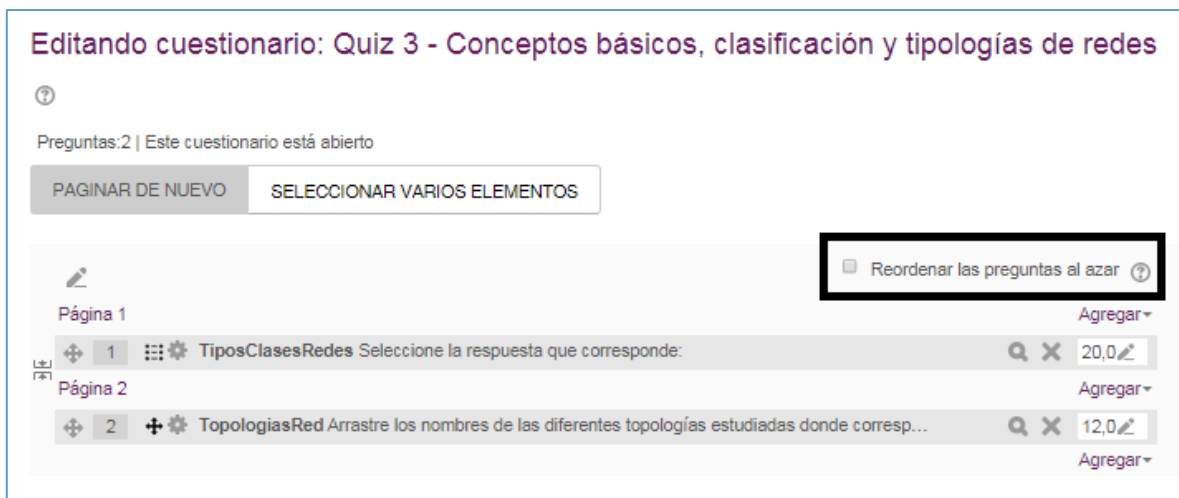 Editando cuestionario: Quiz 3 - Conceptos básicos, clasificación y tipologías de redes
Preguntas:2 | Este cuestionario está abierto
PAGINAR DE NUEVO SELECCIONAR VARIOS ELEMENTOS
Reordenar las preguntas al azar
Página 1 Agregar
1 TiposClasesRedes Seleccione la respuesta que corresponde: 20,0
Página 2 Agregar
2 TopologiasRed Arrastre los nombres de las diferentes topologías estudiadas donde corresp... 12,0
Agregar